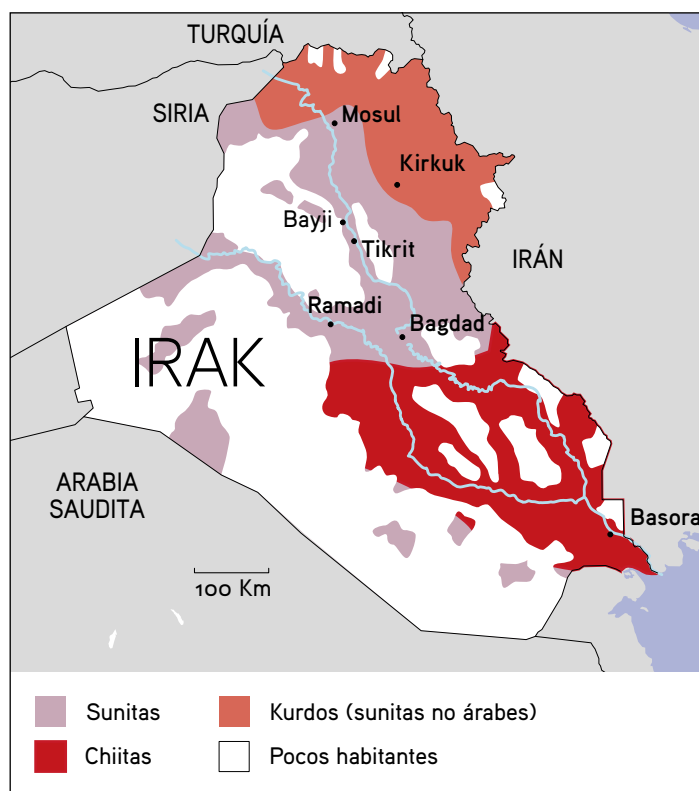 TURQUÍA
SIRIA
Mosul
Kirkuk
Bayji
Tikrit
IRÁN
Ramadi
Bagdad
IRAK
ARABIA
SAUDITA
Basora
100 Km
Sunitas
Kurdos (sunitas no árabes)
Chiitas
Pocos habitantes